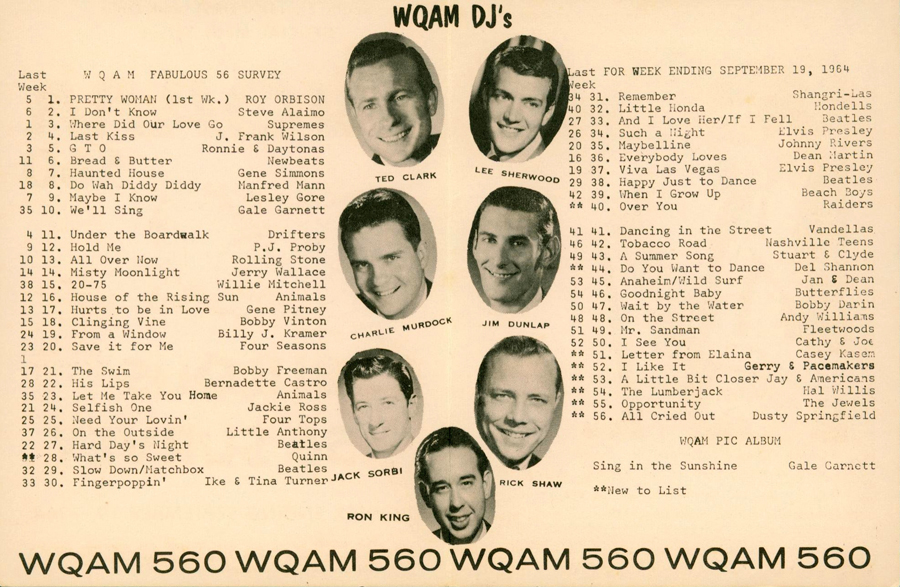 WQAM DJ's
Last W Q A M FABULOUS 56 SURVEY
Week
5 1. PRETTY WOMAN (1st Wk.) ROY ORBISON
6 2. I Don't Know Steve Alaimo
1 3. Where Did Our Love Go Supremes
2 4. Last Kiss J. Frank Wilson
3 5. G T O Ronnie & Daytonas
11 6. Bread & Butter Newbeats
8 7. Haunted House Gene Simmons
18 8. Do Wah Diddy Diddy Manfred Mann
7 9. Maybe I Know Lesley Gore
35 10. We'll Sing Gale Garnett
4 11. Under the Boardwalk Drifters
9 12. Hold Me P.J. Proby
10 13. All Over Now Rolling Stone
14 14. Misty Moonlight Jerry Wallace
38 15. 20-75 Willie Mitchell
12 16. House of the Rising Sun Animals
13 17. Hurts to be in Love Gene Pitney
15 18. Clinging Vine Bobby Vinton
24 19. From a Window Billy J. Kramer
23 20. Save it for Me Four Seasons
1
17 21. The Swim Bobby Freeman
28 22. His Lips Bernadette Castro
35 23. Let Me Take You Home Animals
21 24. Selfish One Jackie Ross
25 25. Need Your Lovin' Four Tops
37 26. On the Outside Little Anthony
22 27. Hard Day's Night Beatles
** 28. What's so Sweet Quinn
32 29. Slow Down/Matchbox Beatles
33 30. Fingerpoppin' Ike & Tina Turner
TED CLARK
LEE SHERWOOD
CHARLIE MURDOCK
JIM DUNLAP
JACK SORBI
RICK SHAW
RON KING
Last FOR WEEK ENDING SEPTEMBER 19, 1964
Week
34 31. Remember Shangri-Las
40 32. Little Honda Hondells
27 33. And I Love Her/If I Fell Beatles
26 34. Such a Night Elvis Presley
20 35. Maybelline Johnny Rivers
16 36. Everybody Loves Dean Martin
19 37. Viva Las Vegas Elvis Presley
29 38. Happy Just to Dance Beatles
42 39. When I Grow Up Beach Boys
** 40. Over You Raiders
41 41. Dancing in the Street Vandellas
46 42. Tobacco Road Nashville Teens
49 43. A Summer Song Stuart & Clyde
** 44. Do You Want to Dance Del Shannon
53 45. Anaheim/Wild Surf Jan & Dean
54 46. Goodnight Baby Butterflies
50 47. Wait by the Water Bobby Darin
48 48. On the Street Andy Williams
51 49. Mr. Sandman Fleetwoods
52 50. I See You Cathy & Joe
** 51. Letter from Elaina Casey Kasem
** 52. I Like It Gerry & Pacemakers
** 53. A Little Bit Closer Jay & Americans
** 54. The Lumberjack Hal Willis
** 55. Opportunity The Jewels
** 56. All Cried Out Dusty Springfield
WQAM PIC ALBUM
Sing in the Sunshine Gale Garnett
**New to List
WQAM 560 WQAM 560 WQAM 560 WQAM 560